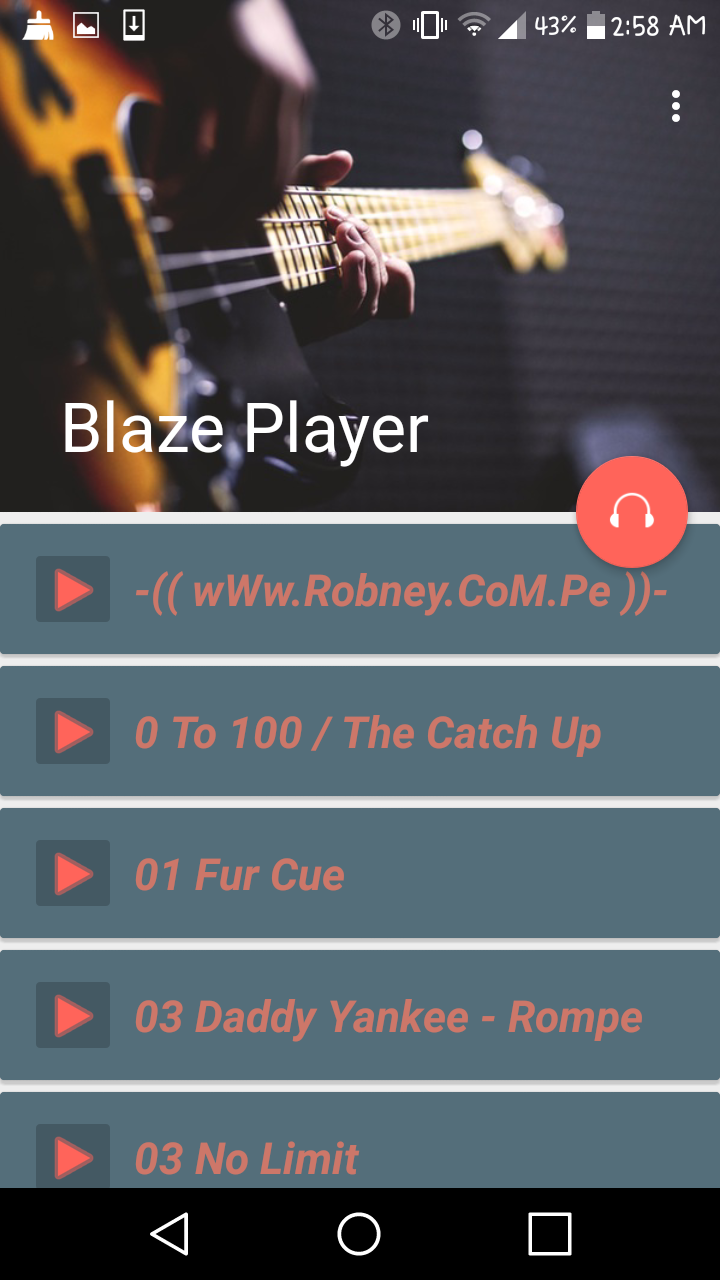 43% 2:58 AM
Blaze Player
-(( wWw.Robney.CoM.Pe ))-
0 To 100 / The Catch Up
01 Fur Cue
03 Daddy Yankee - Rompe
03 No Limit